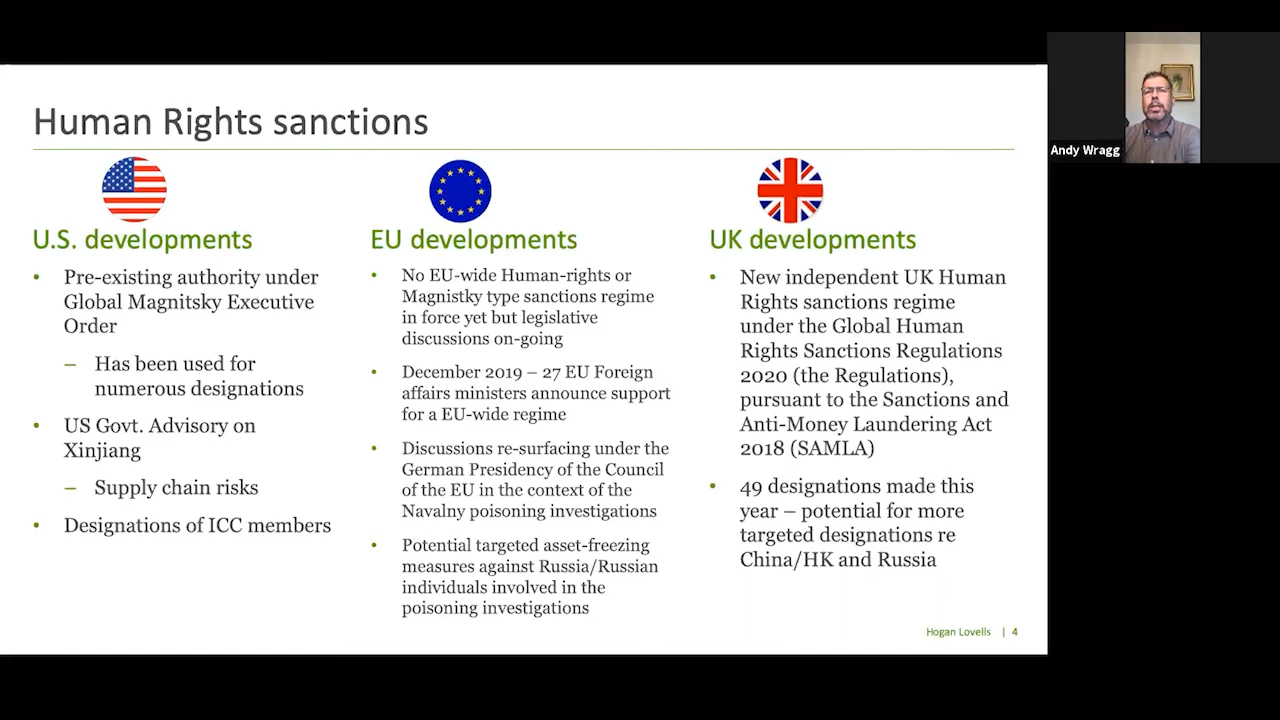 Human Rights sanctions
U.S. developments
• Pre-existing authority under
Global Magnitsky Executive
Order
– Has been used for
numerous designations
• US Govt. Advisory on
Xinjiang
– Supply chain risks
• Designations of ICC members
EU developments
• No EU-wide Human-rights or
Magnistky type sanctions regime
in force yet but legislative
discussions on-going
• December 2019 – 27 EU Foreign
affairs ministers announce support
for a EU-wide regime
• Discussions re-surfacing under the
German Presidency of the Council
of the EU in the context of the
Navalny poisoning investigations
• Potential targeted asset-freezing
measures against Russia/Russian
individuals involved in the
poisoning investigations
UK developments
• New independent UK Human
Rights sanctions regime
under the Global Human
Rights Sanctions Regulations
2020 (the Regulations),
pursuant to the Sanctions and
Anti-Money Laundering Act
2018 (SAMLA)
• 49 designations made this
year – potential for more
targeted designations re
China/HK and Russia
Hogan Lovells | 4
Andy Wragg